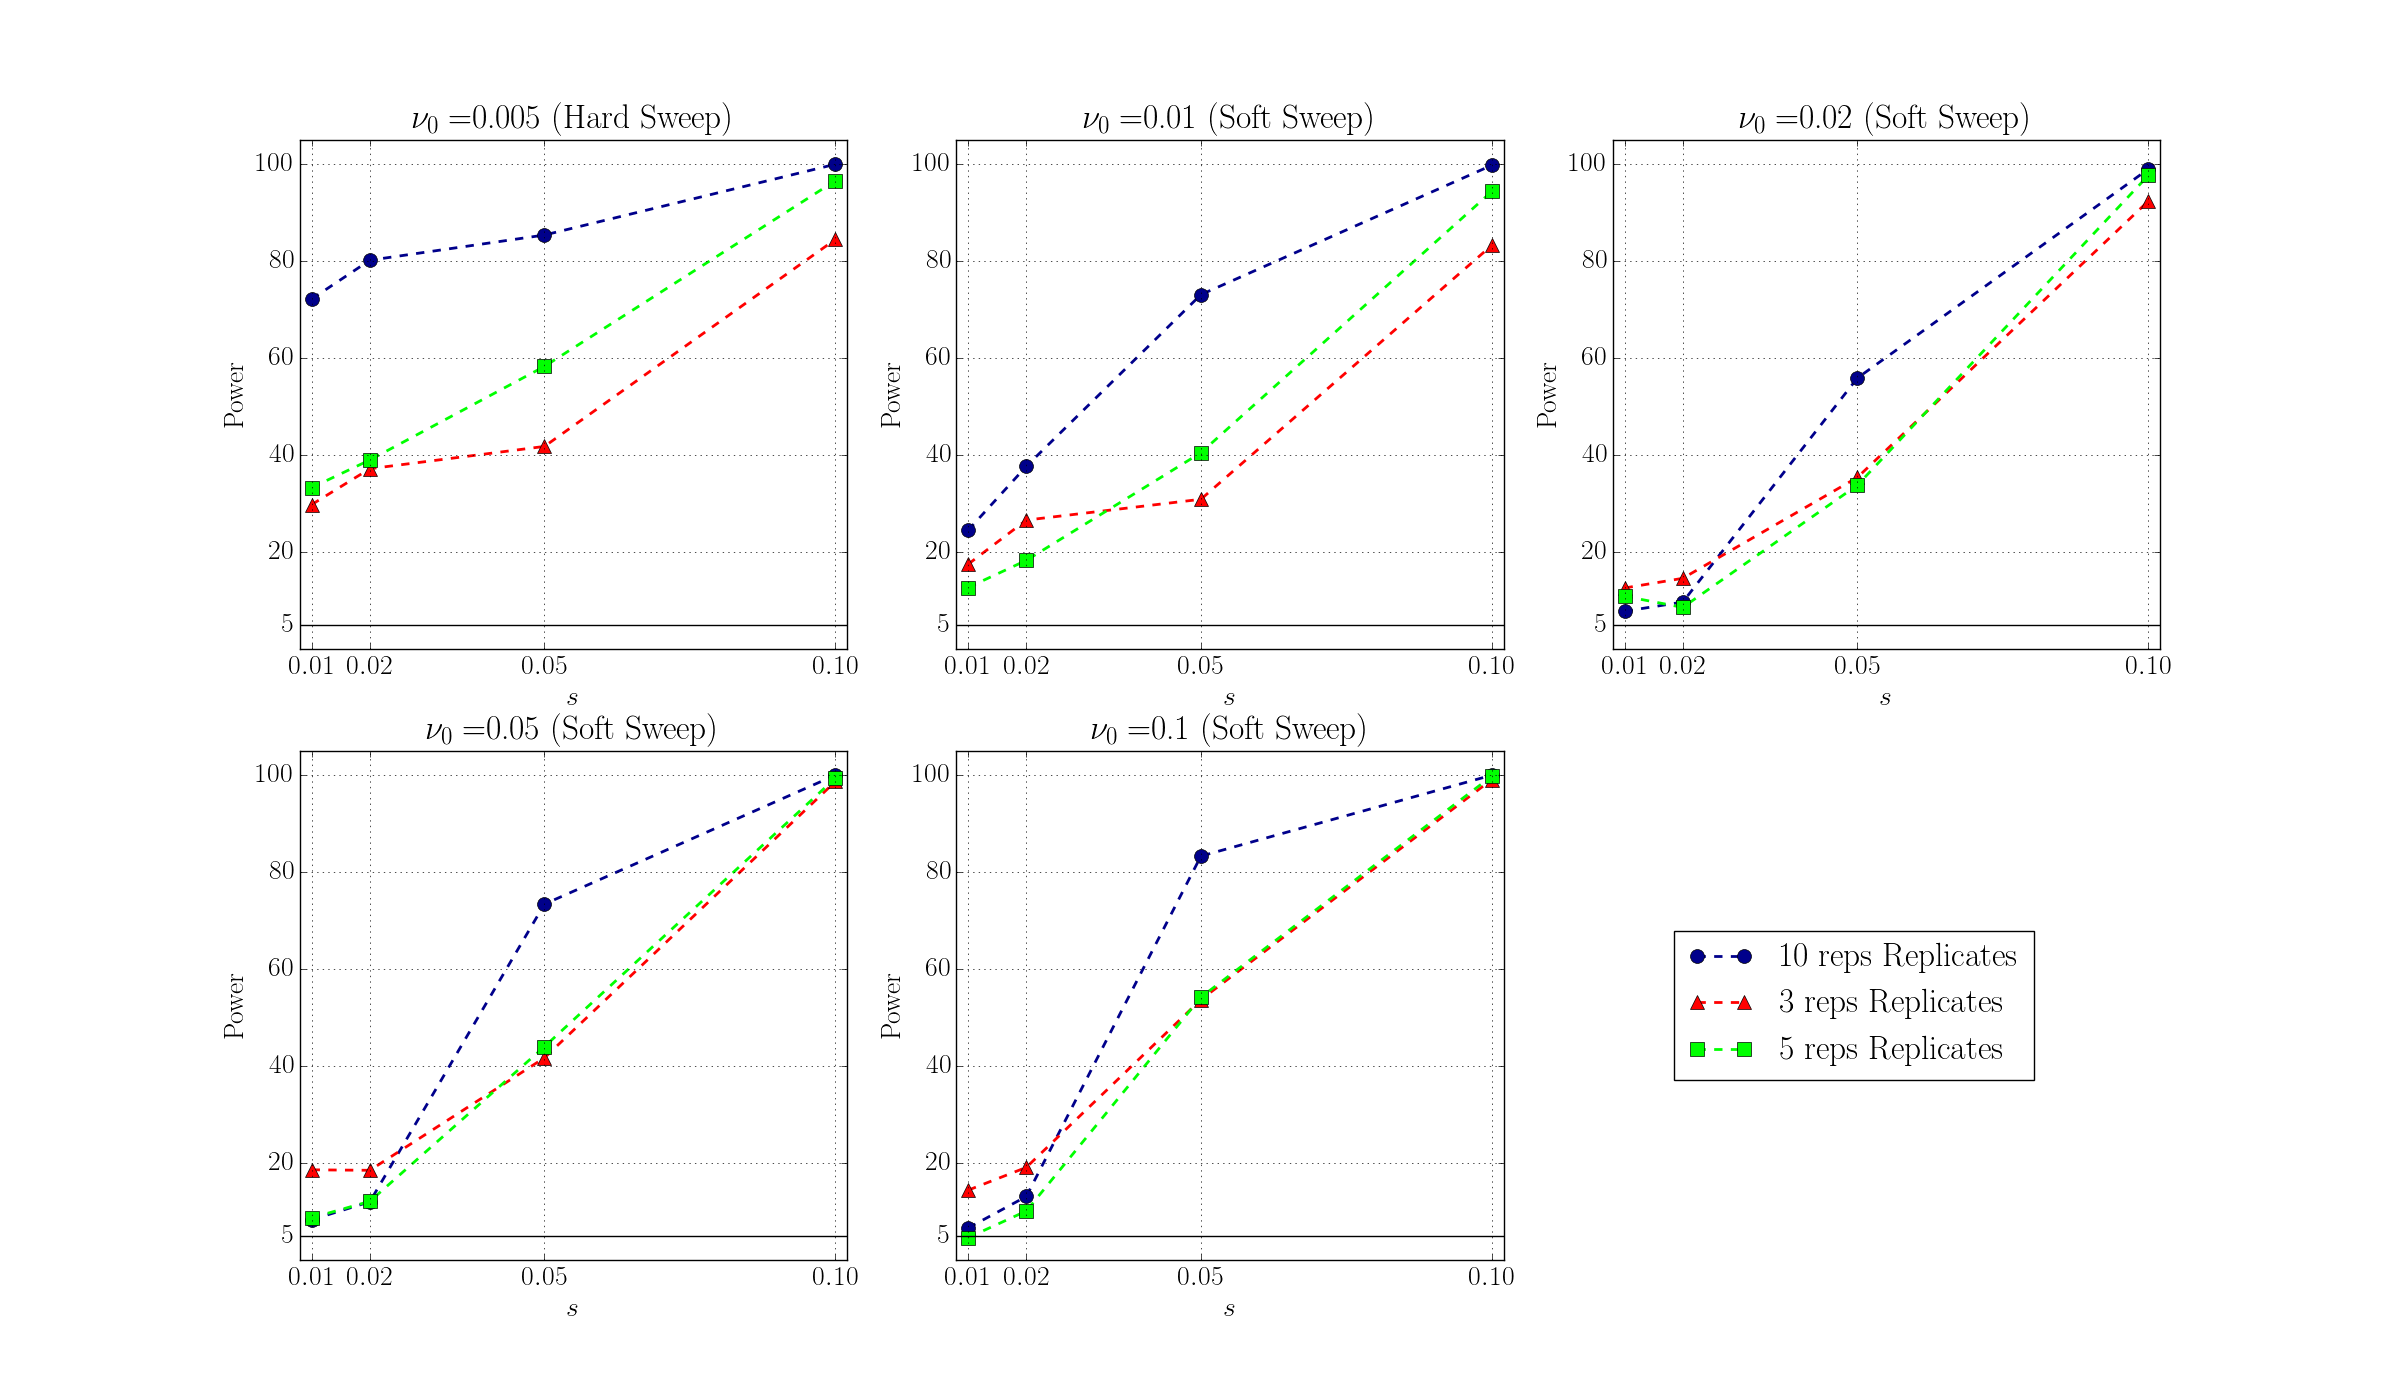 ν0 =0.005 (Hard Sweep)
100
80
60
40
20
5
Power
0.01 0.02 0.05 0.10
s
ν0 =0.01 (Soft Sweep)
100
80
60
40
20
5
Power
0.01 0.02 0.05 0.10
s
ν0 =0.02 (Soft Sweep)
100
80
60
40
20
5
Power
0.01 0.02 0.05 0.10
s
ν0 =0.05 (Soft Sweep)
100
80
60
40
20
5
Power
0.01 0.02 0.05 0.10
s
ν0 =0.1 (Soft Sweep)
100
80
60
40
20
5
Power
0.01 0.02 0.05 0.10
s
10 reps Replicates
3 reps Replicates
5 reps Replicates